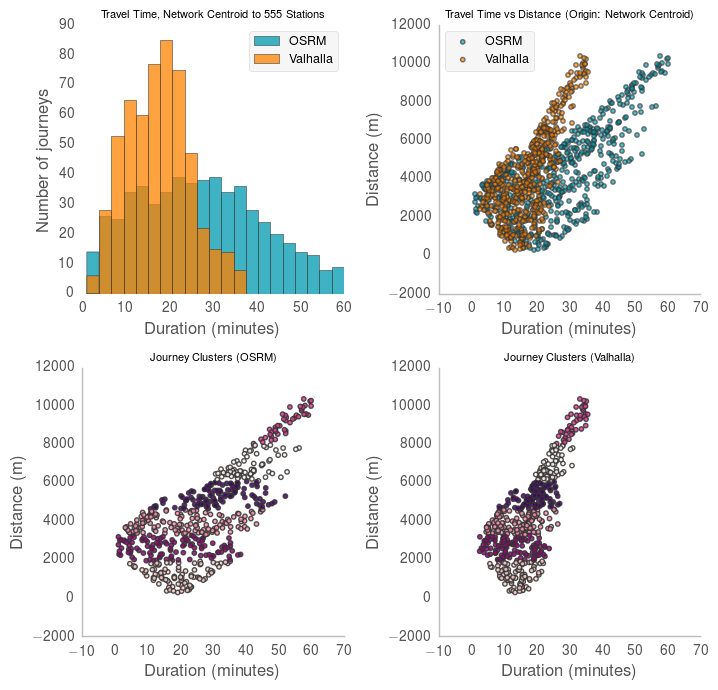 Travel Time, Network Centroid to 555 Stations
90
80
70
60
50
40
30
20
10
0
Number of journeys
OSRM
Valhalla
0 10 20 30 40 50 60
Duration (minutes)
Travel Time vs Distance (Origin: Network Centroid)
12000
10000
8000
6000
4000
2000
0
−2000
Distance (m)
OSRM
Valhalla
−10 0 10 20 30 40 50 60 70
Duration (minutes)
Journey Clusters (OSRM)
12000
10000
8000
6000
4000
2000
0
−2000
Distance (m)
−10 0 10 20 30 40 50 60 70
Duration (minutes)
Journey Clusters (Valhalla)
12000
10000
8000
6000
4000
2000
0
−2000
Distance (m)
−10 0 10 20 30 40 50 60 70
Duration (minutes)